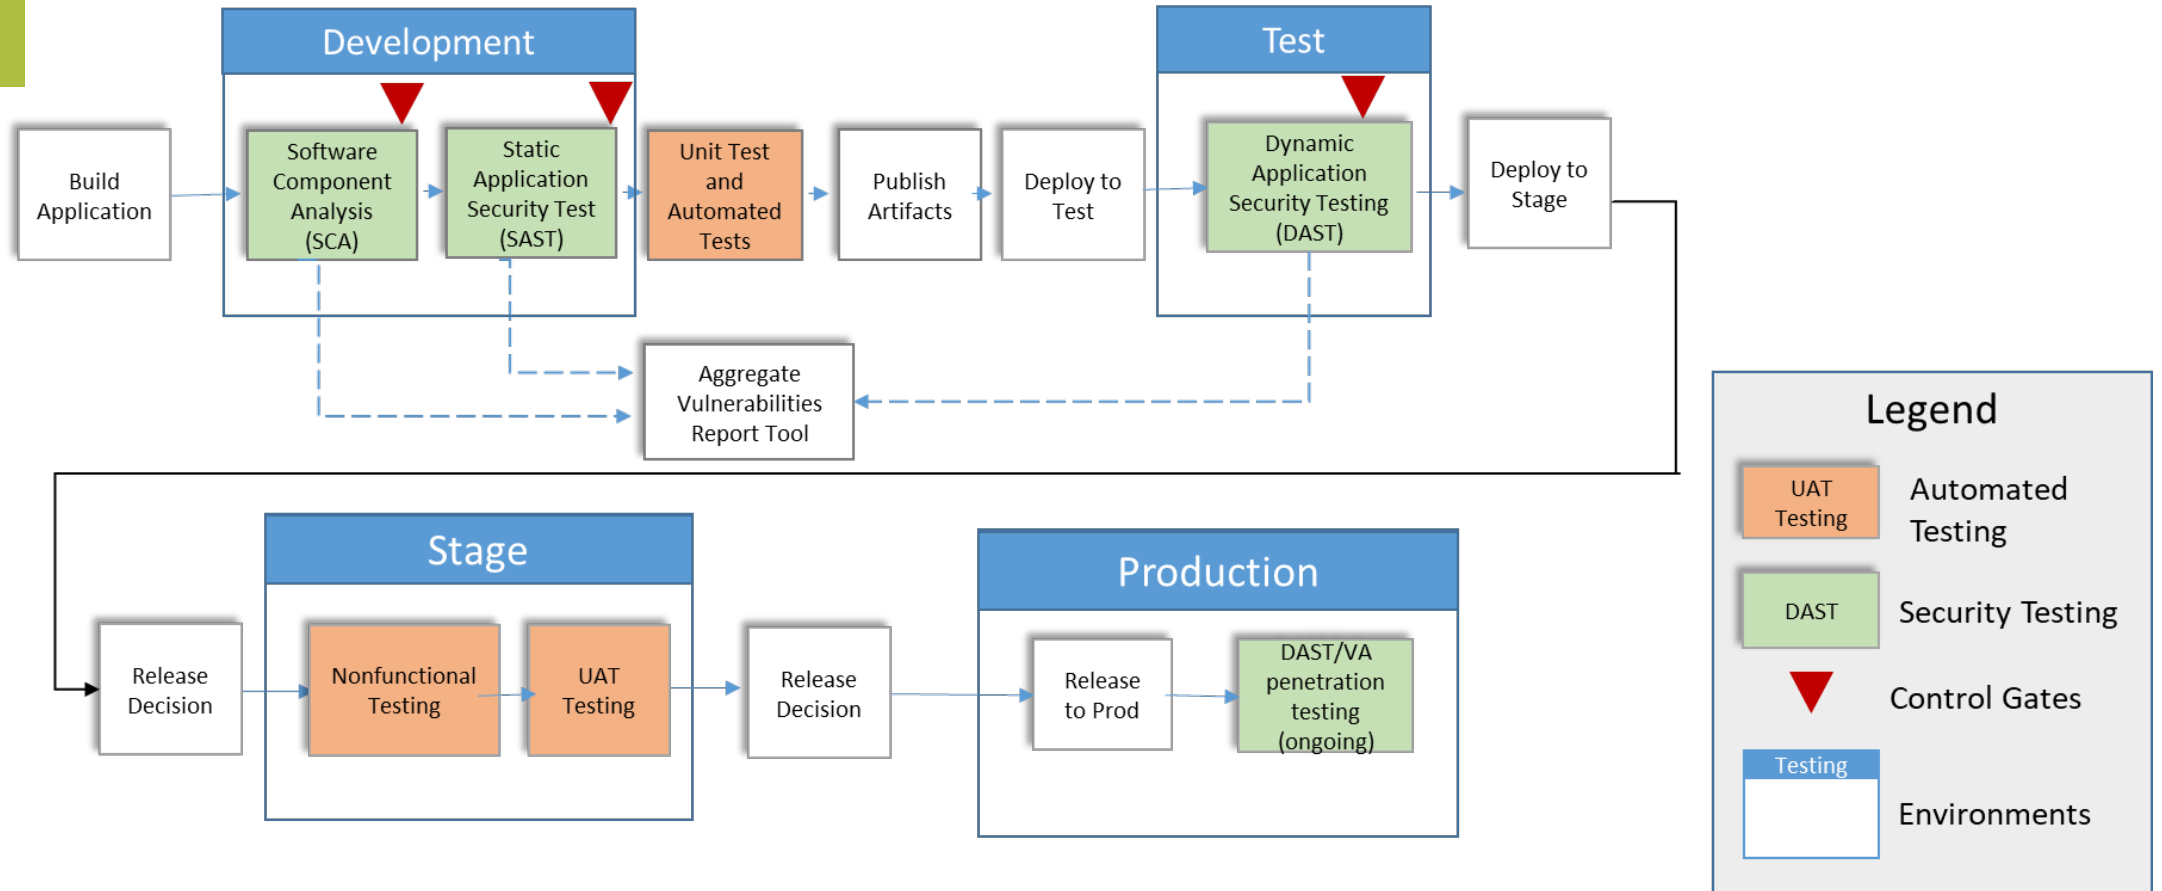 Development
Test
Build
Application
Software
Component
Analysis
(SCA)
Static
Application
Security Test
(SAST)
Unit Test
and
Automated
Tests
Publish
Artifacts
Deploy to
Test
Dynamic
Application
Security Testing
(DAST)
Deploy to
Stage
Aggregate
Vulnerabilities
Report Tool
Stage
Production
Release
Decision
Nonfunctional
Testing
UAT
Testing
Release
Decision
Release
to Prod
DAST/VA
penetration
testing
(ongoing)
Legend
UAT
Testing
Automated
Testing
DAST
Security Testing
Control Gates
Testing
Environments